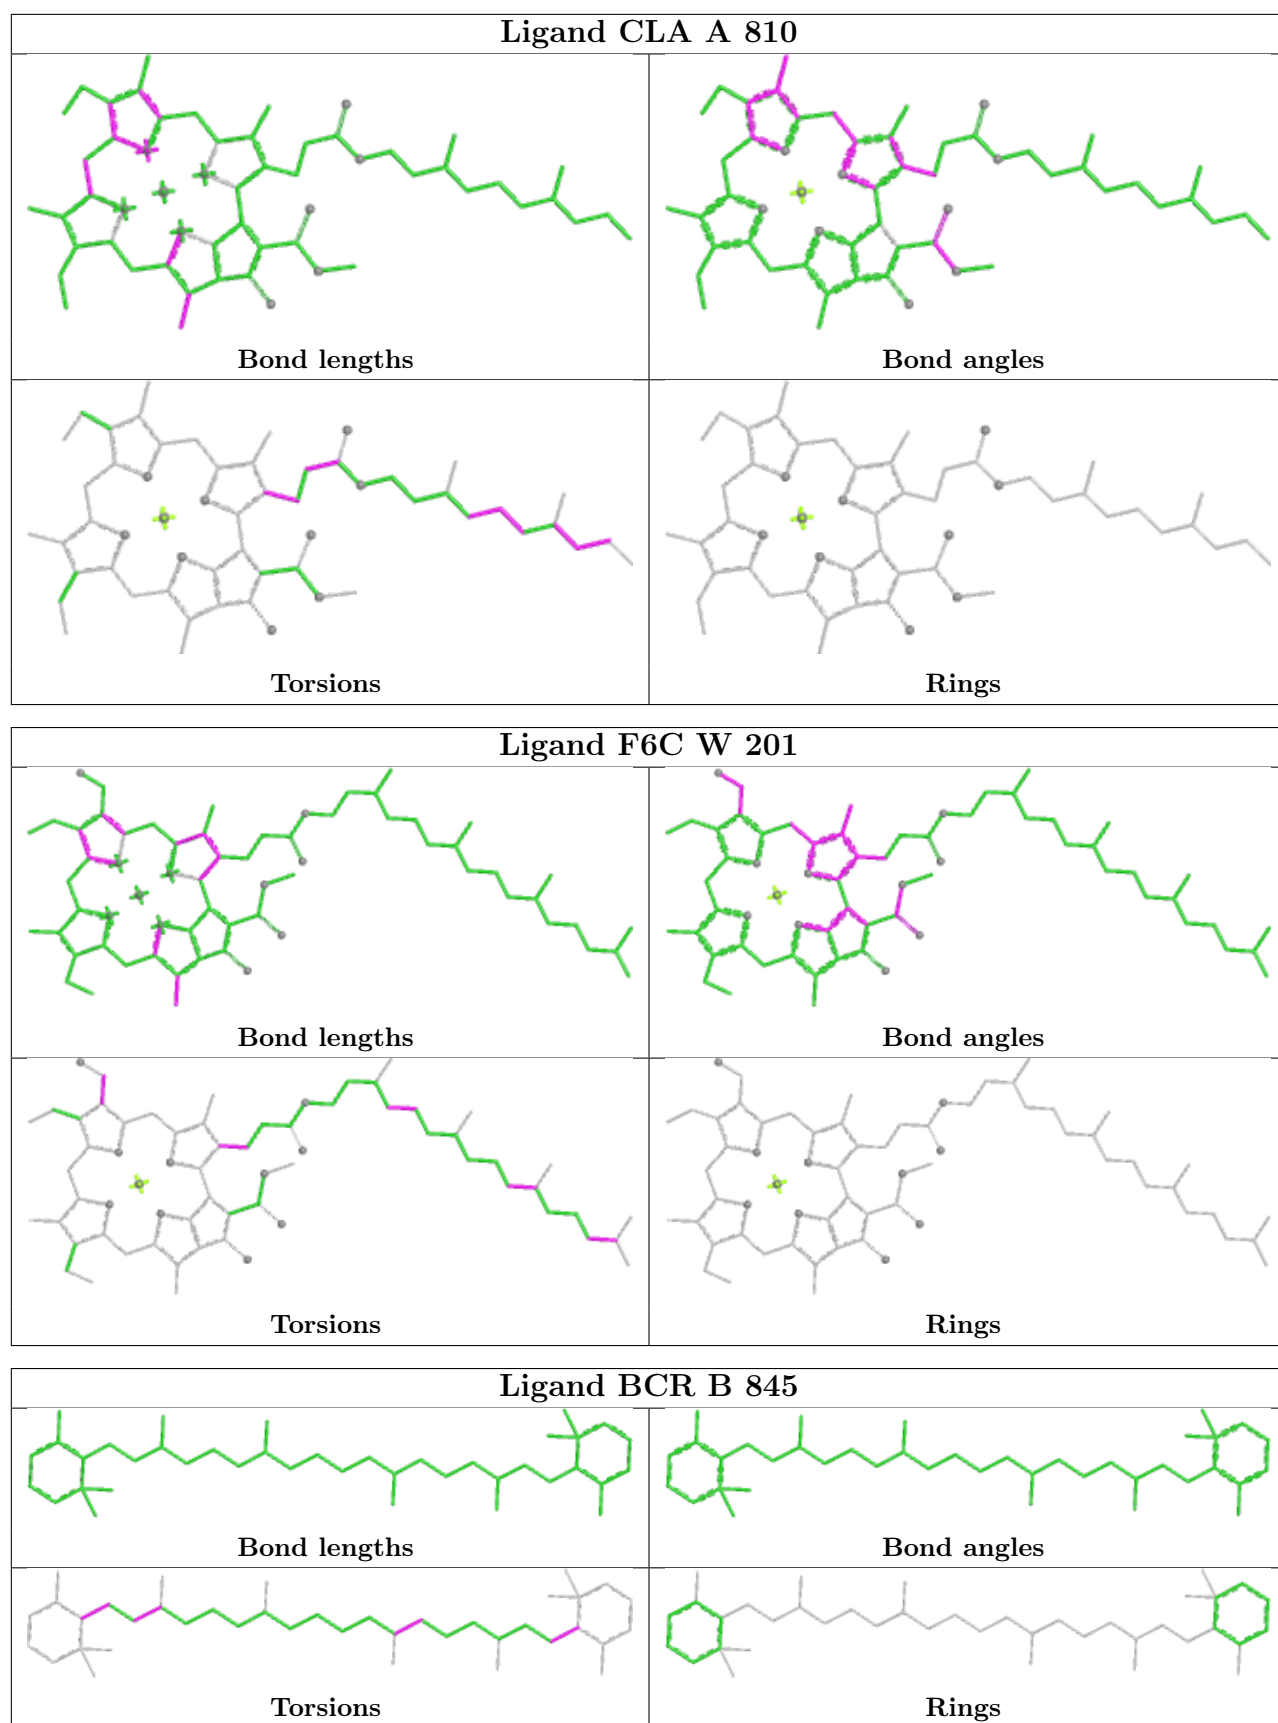 Ligand CLA A 810
Bond lengths
Bond angles
Torsions
Rings
Ligand F6C W 201
Bond lengths
Bond angles
Torsions
Rings
Ligand BCR B 845
Bond lengths
Bond angles
Torsions
Rings